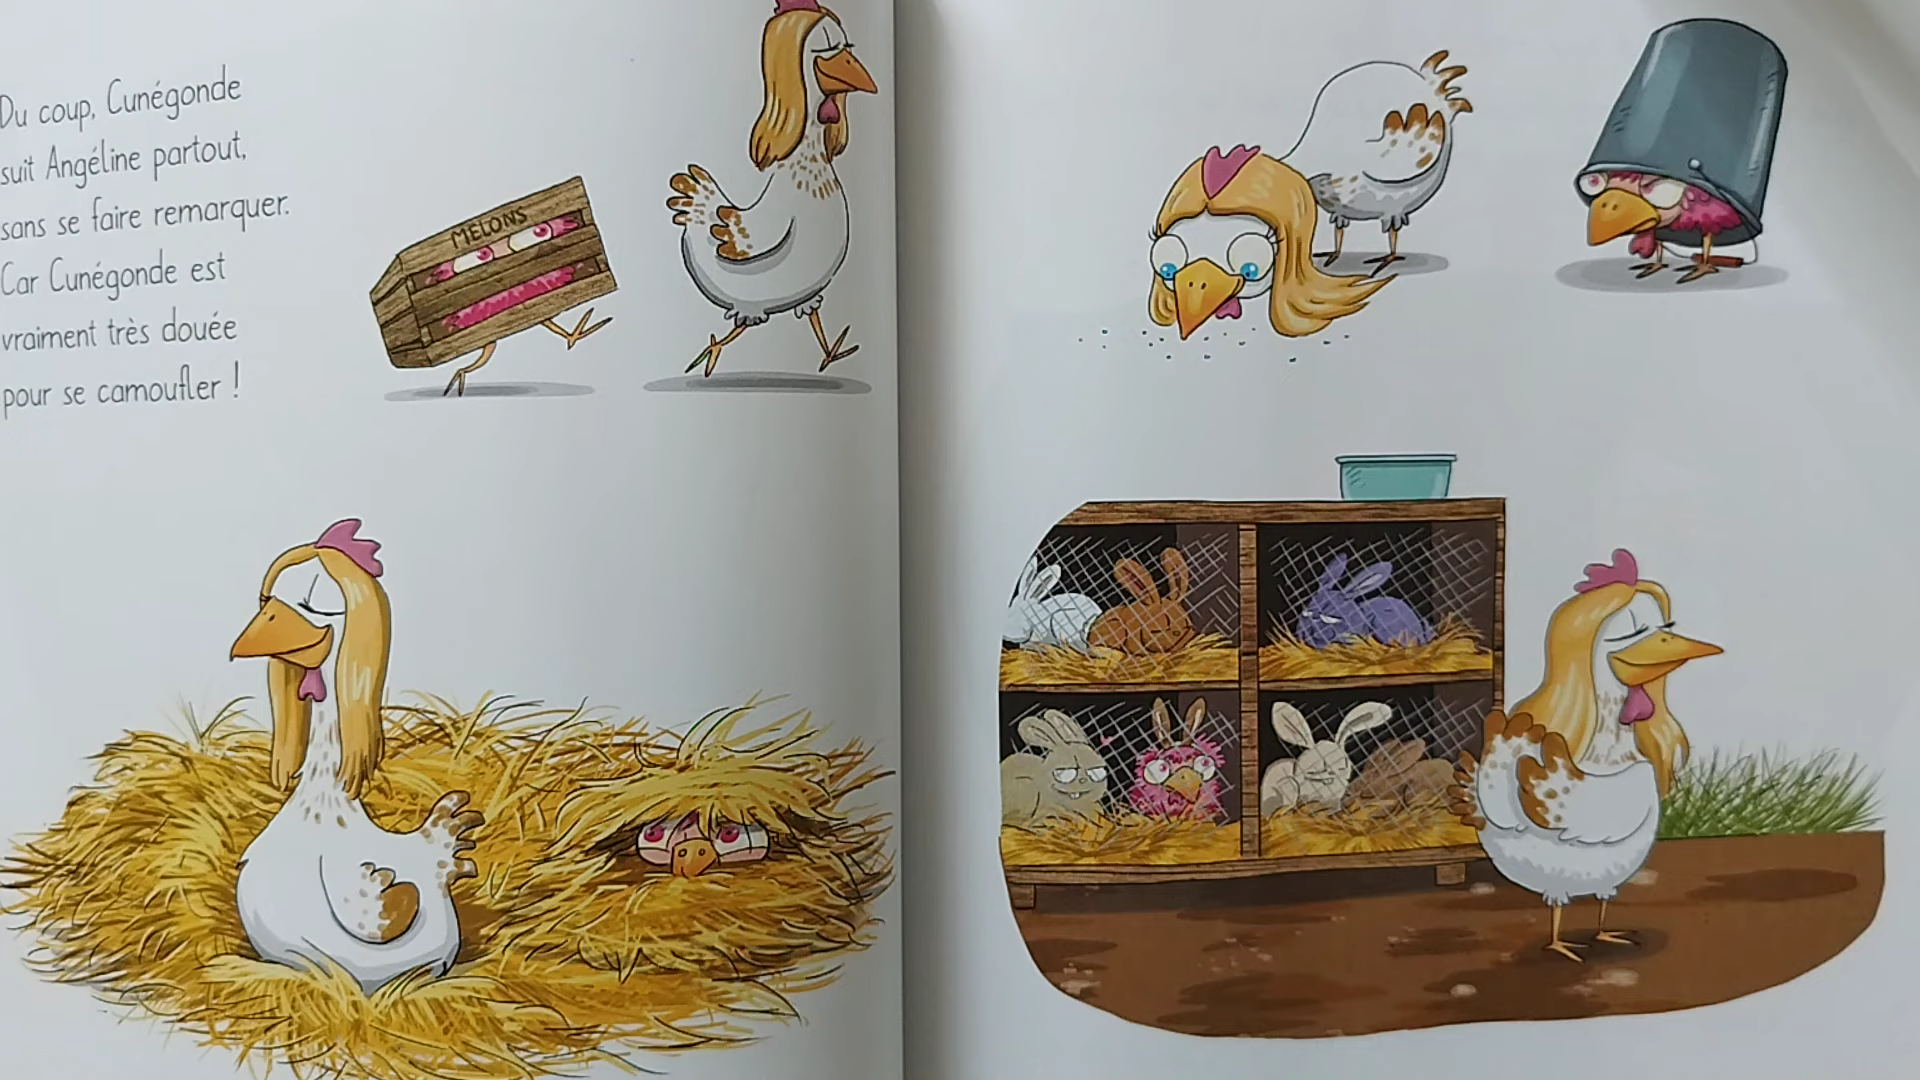 Du coup, Cunégonde
suit Angéline partout,
sans se faire remarquer.
Car Cunégonde est
vraiment très douée
pour se camoufler !
MELONS